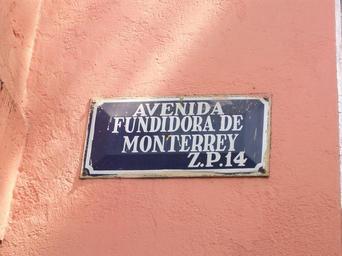 AVENIDA
FUNDIDORA DE
MONTERREY
Z.P.14